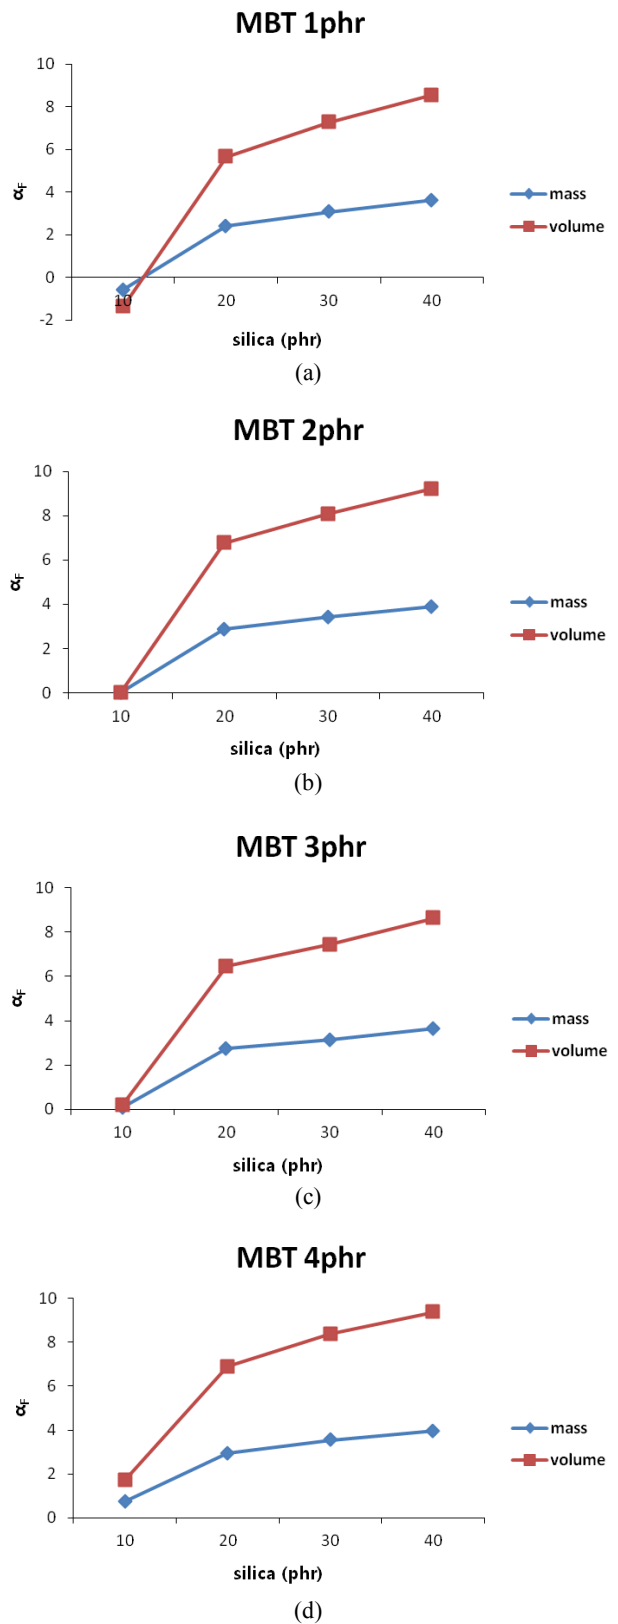 MBT 1phr
10
8
6
4
2
0
-2
αF
10 20 30 40
silica (phr)
mass
volume
(a)
MBT 2phr
10
8
6
4
2
0
αF
10 20 30 40
silica (phr)
mass
volume
(b)
MBT 3phr
10
8
6
4
2
0
αF
10 20 30 40
silica (phr)
mass
volume
(c)
MBT 4phr
10
8
6
4
2
0
αF
10 20 30 40
silica (phr)
mass
volume
(d)